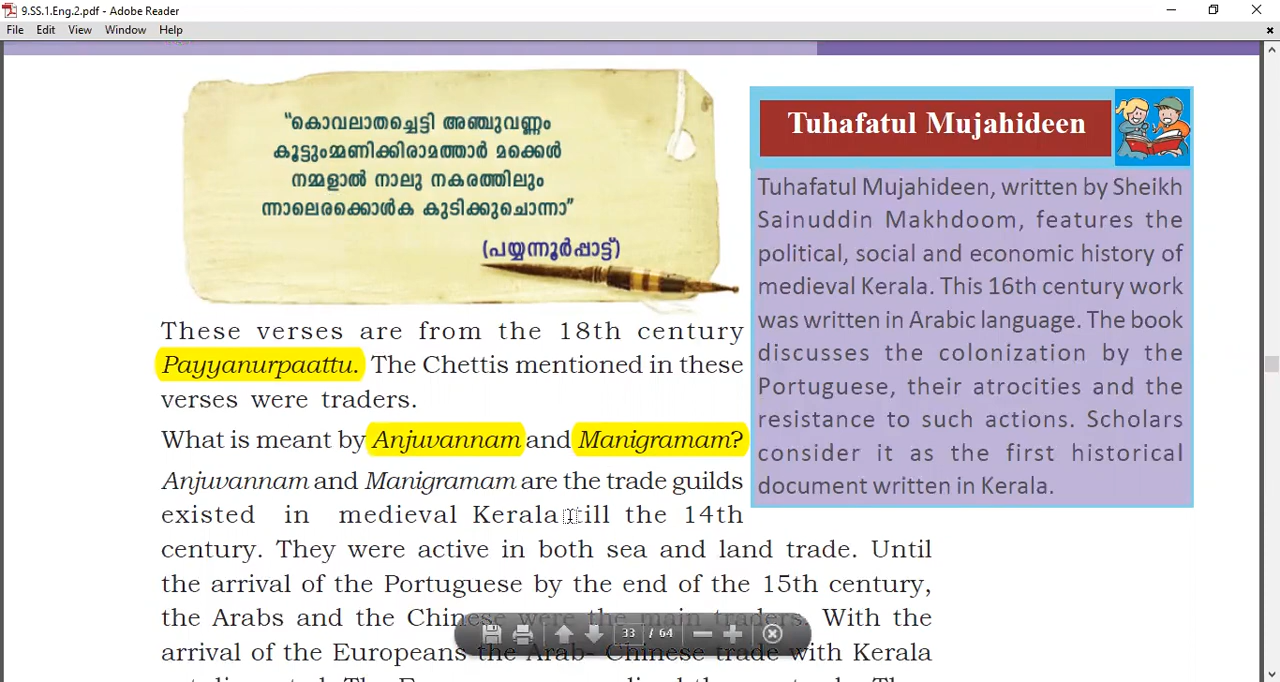 9.SS.1.Eng.2.pdf - Adobe Reader
File Edit View Window Help
“കൊവലാതച്ചെട്ടി അഞ്ചുവണ്ണം
കൂട്ടുംമ്മണിക്കിരാമത്താർ മക്കെൾ
നമ്മളാൽ നാലു നകരത്തിലും
ന്നാലെരക്കൊൾക കുടിക്കുചൊന്നാ”
(പയ്യന്നൂർപ്പാട്ട്)
These verses are from the 18th century
Payyanurpaattu. The Chettis mentioned in these
verses were traders.
What is meant by Anjuvannam and Manigramam?
Anjuvannam and Manigramam are the trade guilds
existed in medieval Kerala till the 14th
century. They were active in both sea and land trade. Until
the arrival of the Portuguese by the end of the 15th century,
the Arabs and the Chinese were the main traders. With the
arrival of the Europeans the Arab- Chinese trade with Kerala
Tuhafatul Mujahideen
Tuhafatul Mujahideen, written by Sheikh
Sainuddin Makhdoom, features the
political, social and economic history of
medieval Kerala. This 16th century work
was written in Arabic language. The book
discusses the colonization by the
Portuguese, their atrocities and the
resistance to such actions. Scholars
consider it as the first historical
document written in Kerala.
33 / 64